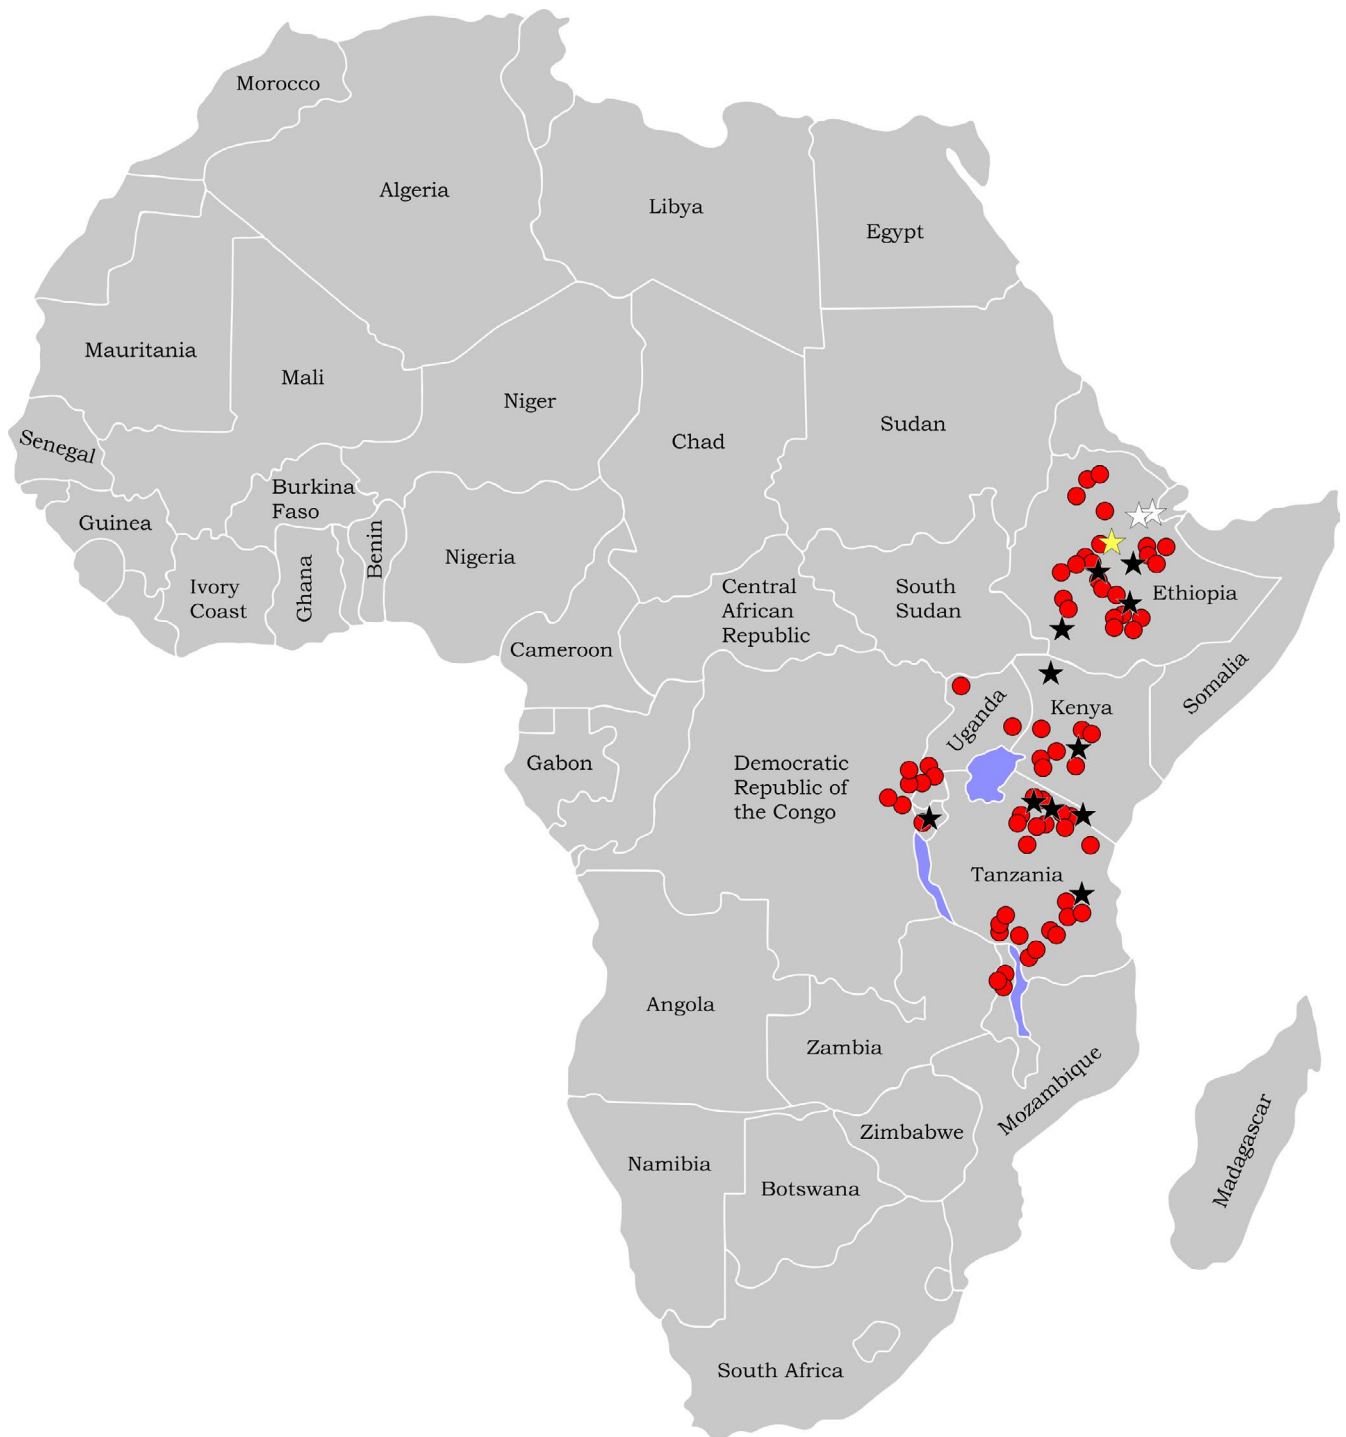 Morocco
Algeria
Libya
Egypt
Mauritania
Mali
Niger
Chad
Sudan
Senegal
Burkina
Faso
Guinea
Ivory
Coast
Ghana
Benin
Nigeria
Cameroon
Central
African
Republic
South
Sudan
Ethiopia
Somalia
Uganda
Kenya
Gabon
Democratic
Republic of
the Congo
Tanzania
Angola
Zambia
Mozambique
Zimbabwe
Namibia
Botswana
Madagascar
South Africa